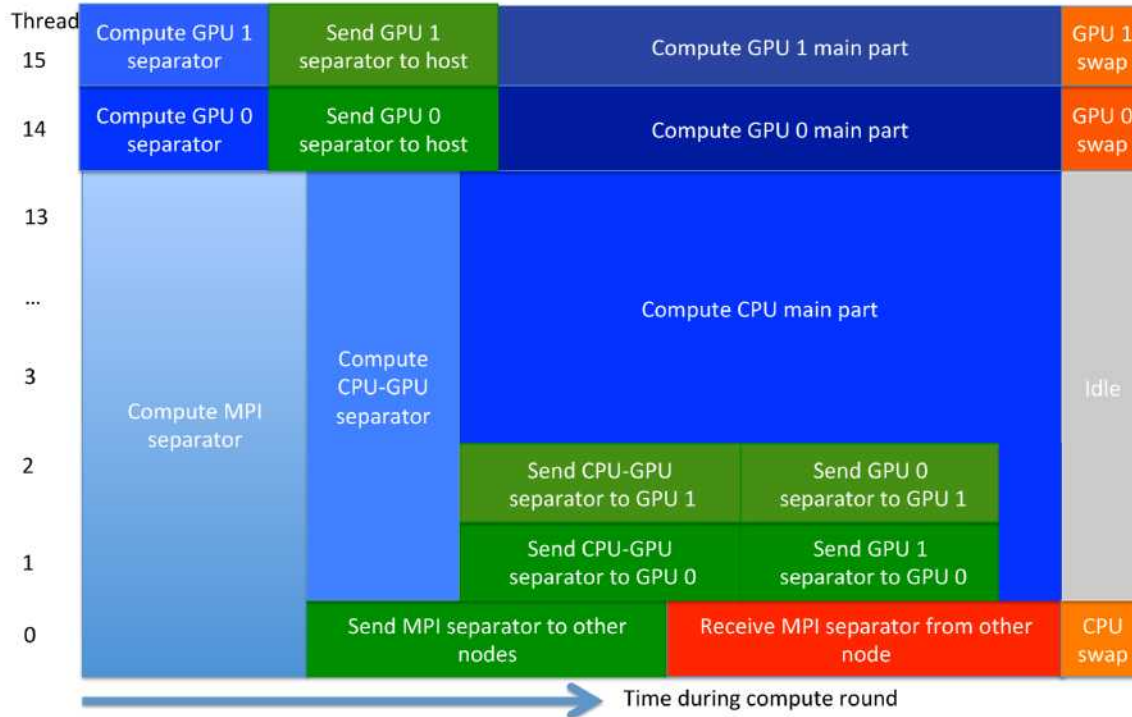 Thread
15
Compute GPU 1
separator
Send GPU 1
separator to host
Compute GPU 1 main part
GPU 1
swap
14
Compute GPU 0
separator
Send GPU 0
separator to host
Compute GPU 0 main part
GPU 0
swap
13
...
3
2
1
0
Compute MPI
separator
Compute
CPU-GPU
separator
Compute CPU main part
Idle
Send CPU-GPU
separator to GPU 1
Send GPU 0
separator to GPU 1
Send CPU-GPU
separator to GPU 0
Send GPU 1
separator to GPU 0
Send MPI separator to other
nodes
Receive MPI separator from other
node
CPU
swap
Time during compute round